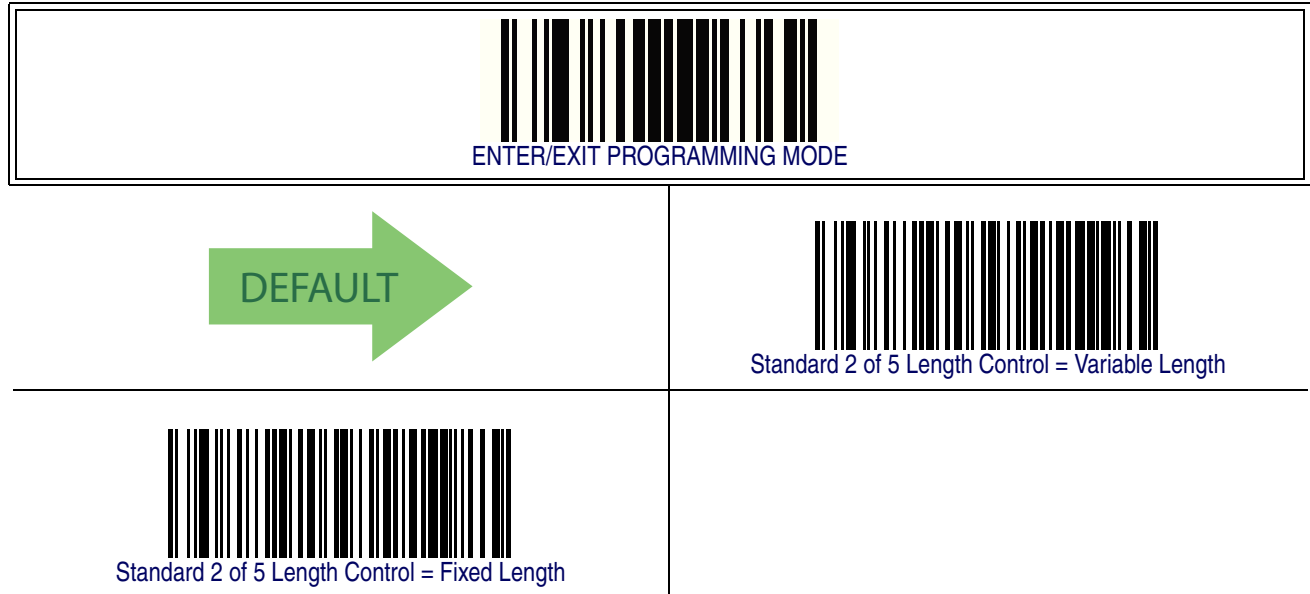 ENTER/EXIT PROGRAMMING MODE
DEFAULT
Standard 2 of 5 Length Control = Variable Length
Standard 2 of 5 Length Control = Fixed Length